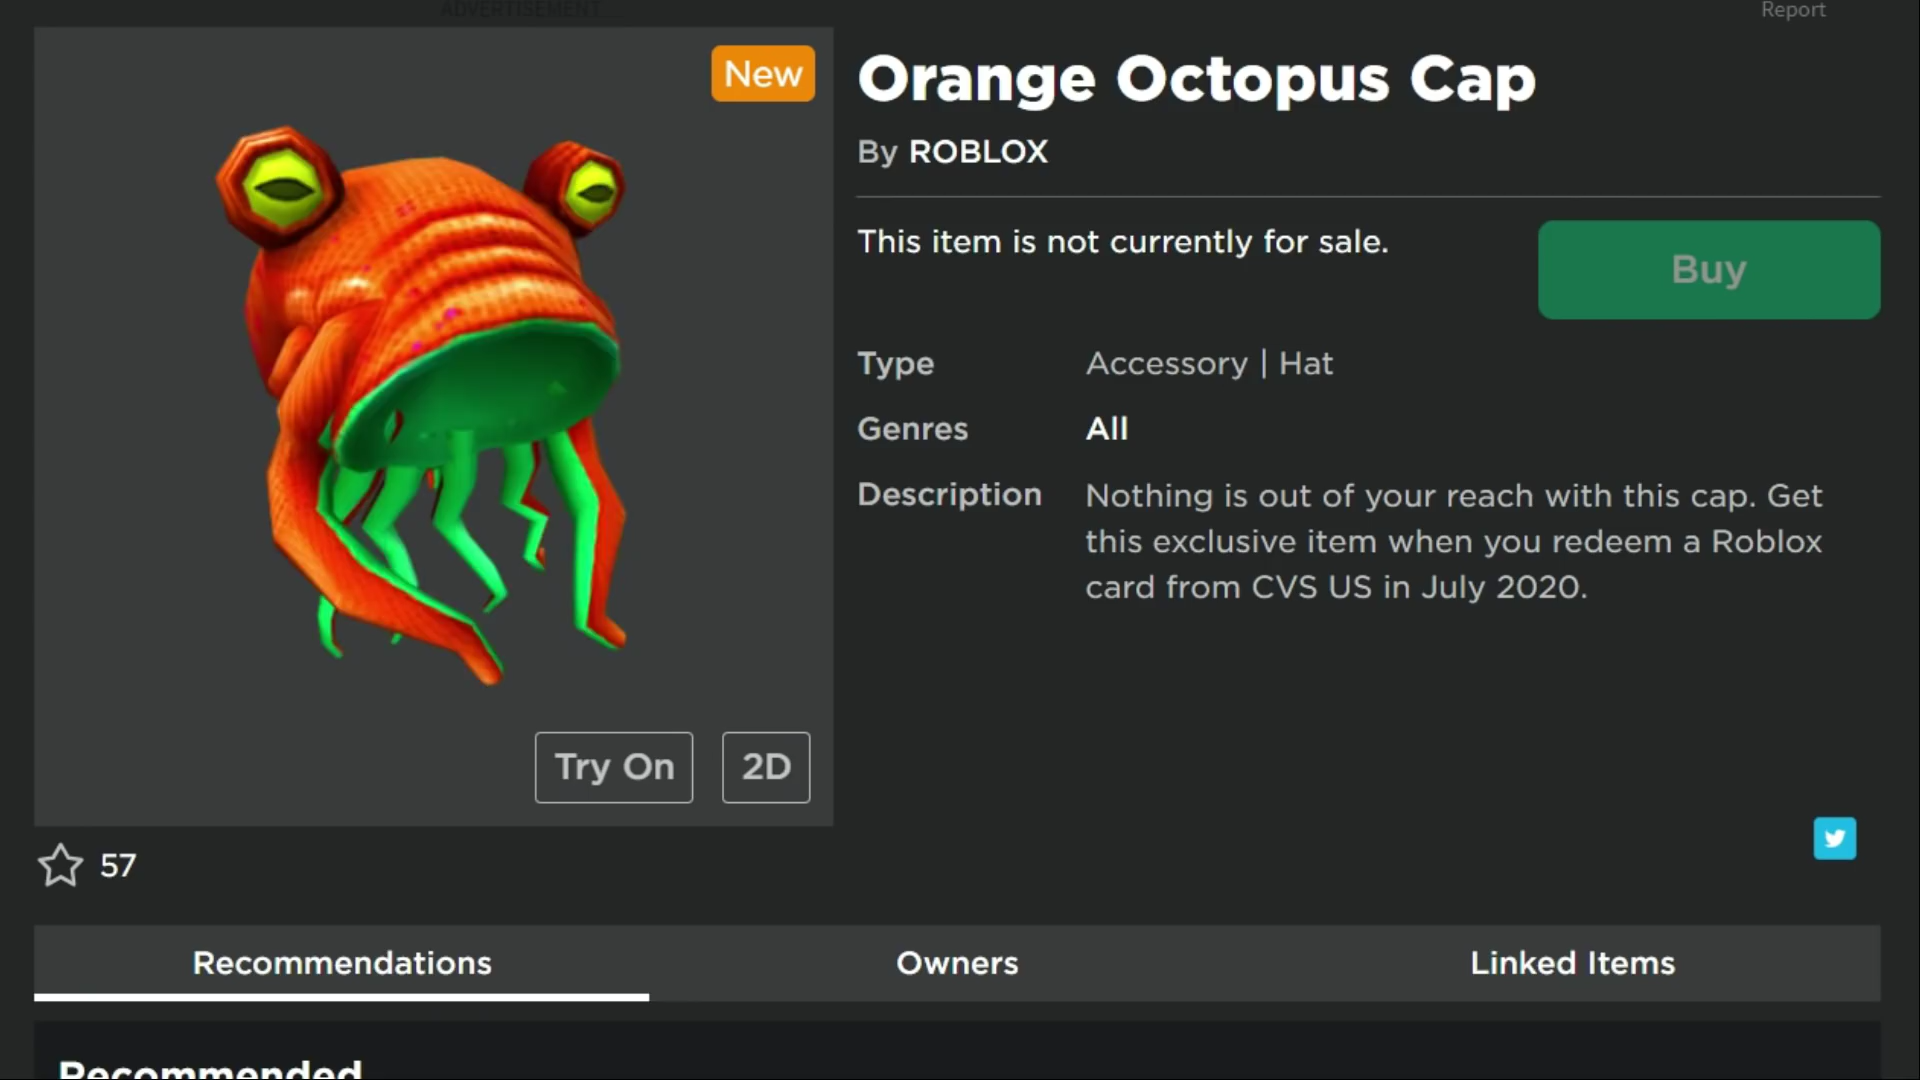 ADVERTISEMENT
Report
New
Orange Octopus Cap
By ROBLOX
This item is not currently for sale.
Buy
Type Accessory | Hat
Genres All
Description Nothing is out of your reach with this cap. Get
this exclusive item when you redeem a Roblox
card from CVS US in July 2020.
Try On 2D
57
Recommendations Owners Linked Items
Recommended